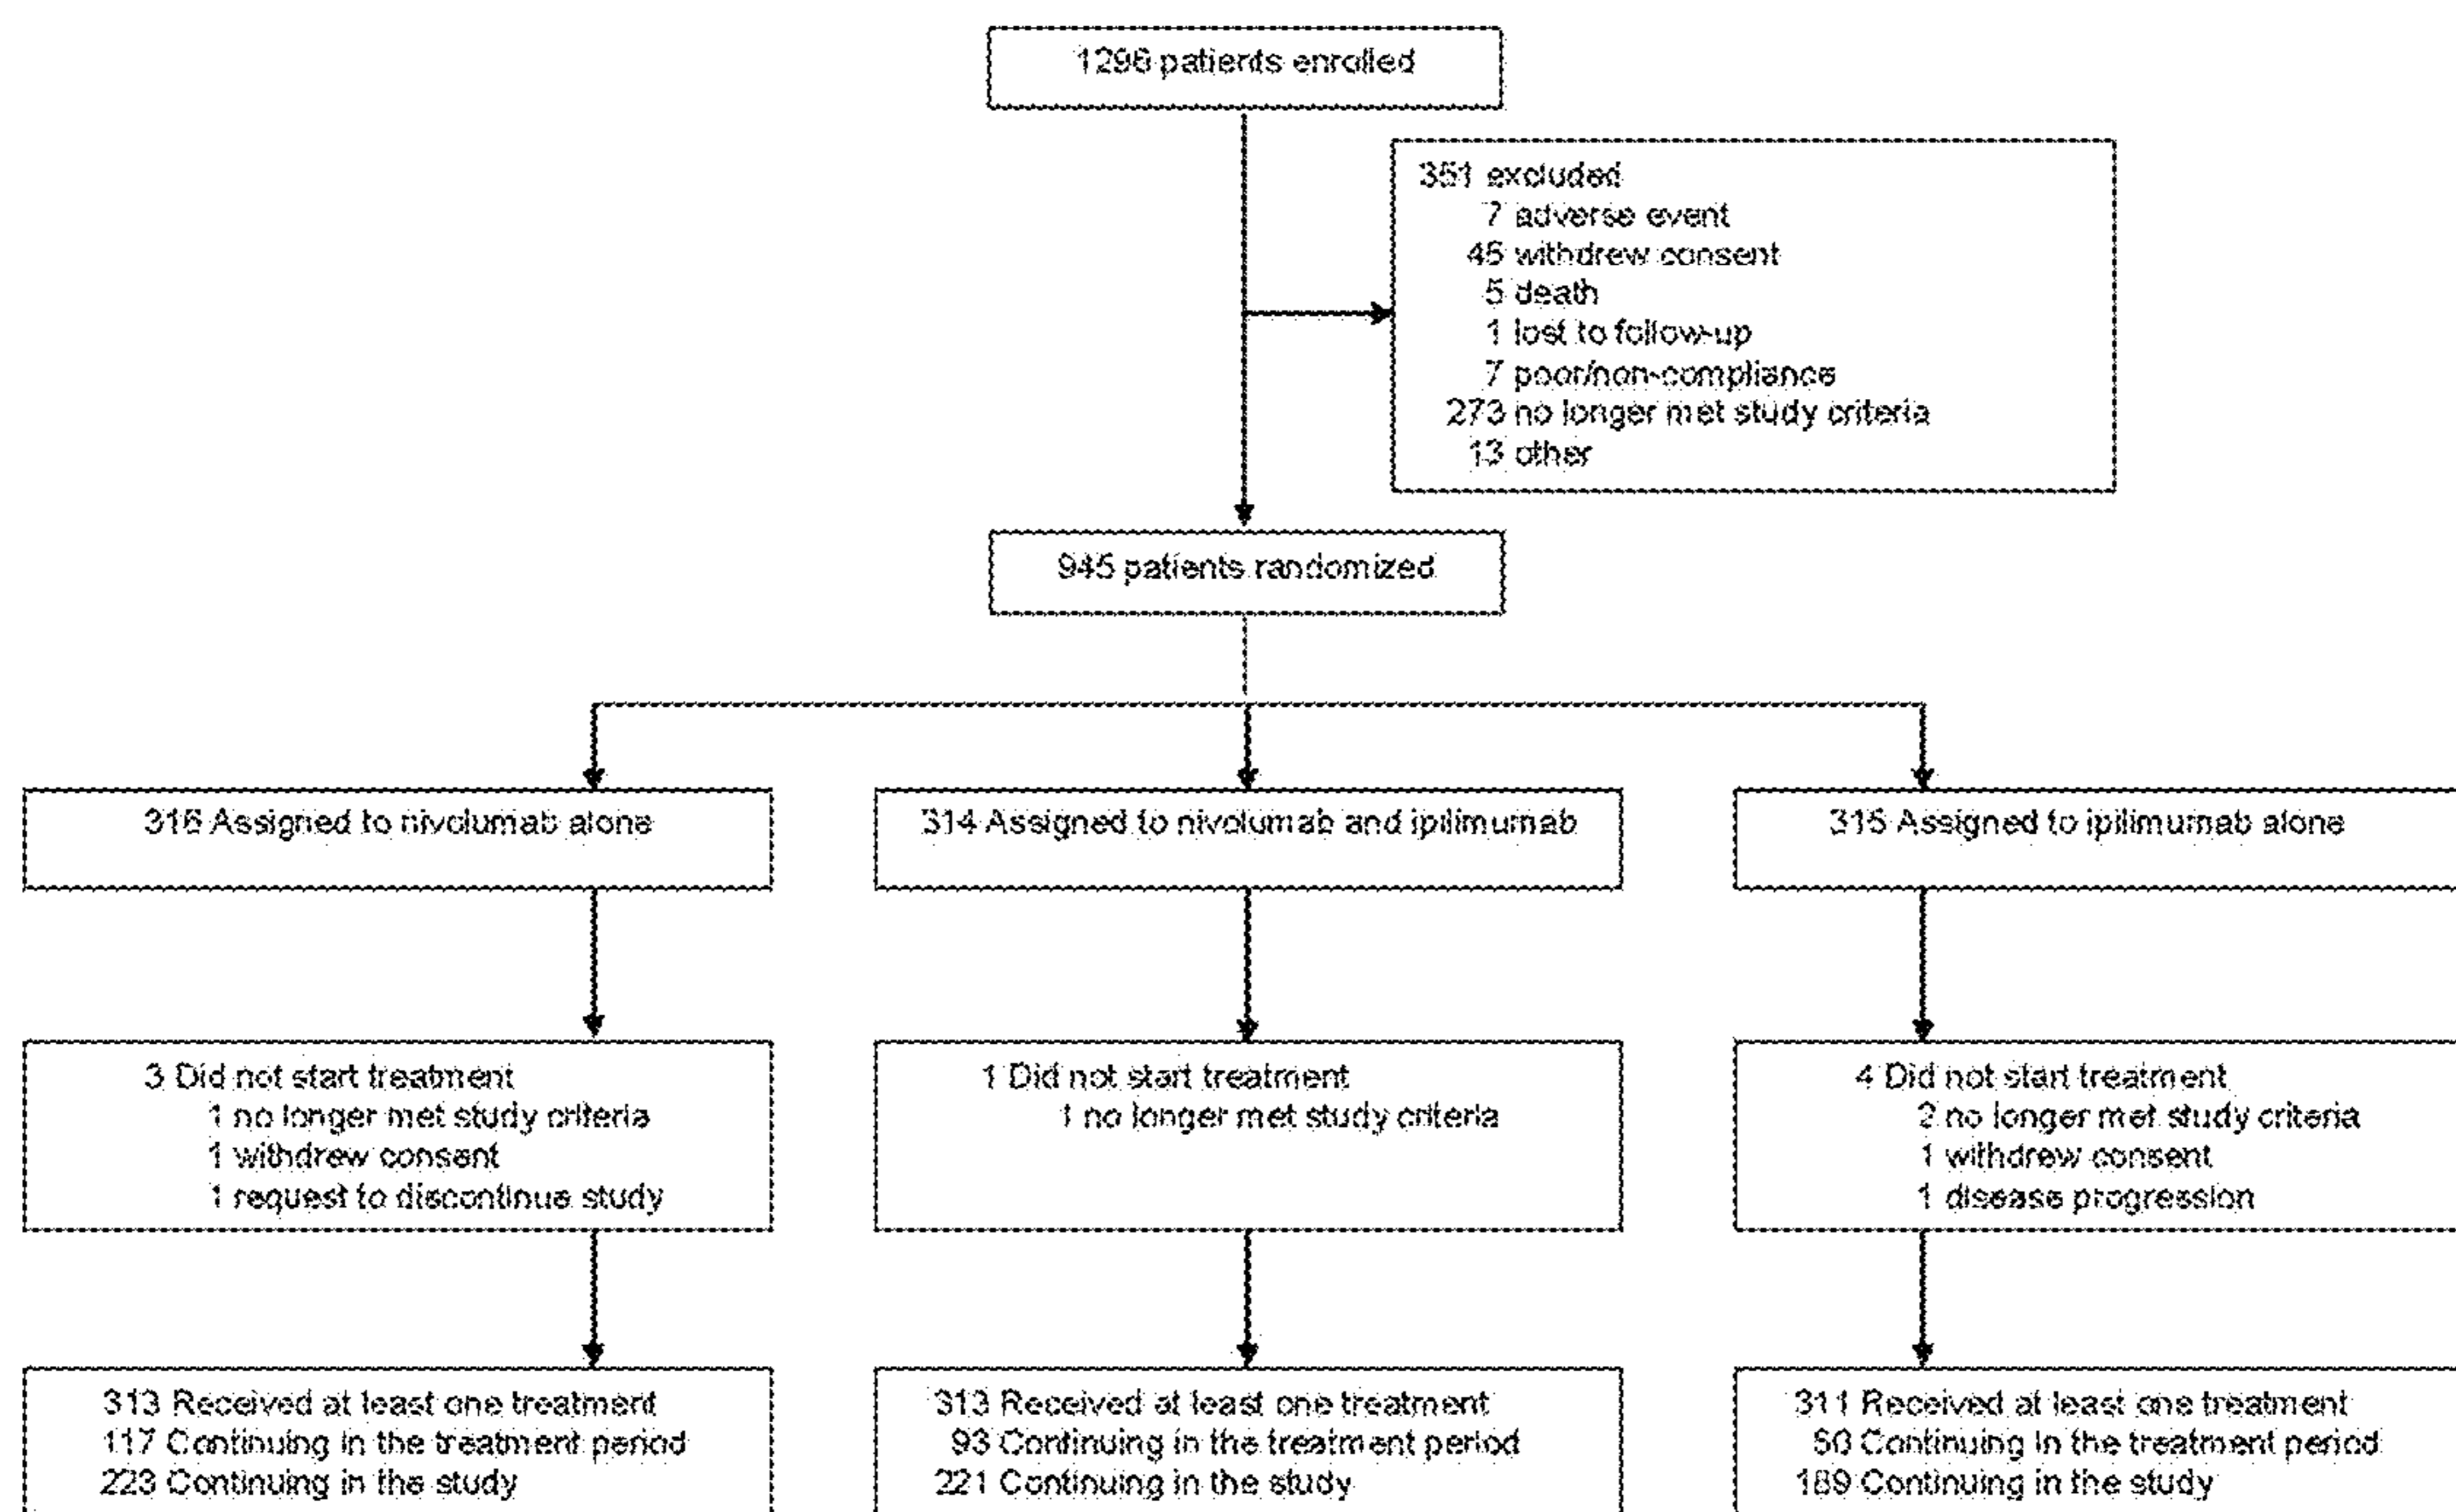 1296 patients enrolled
351 excluded
7 adverse event
45 withdrew consent
5 death
1 lost to follow-up
7 poor/non-compliance
273 no longer met study criteria
13 other
945 patients randomized
316 Assigned to nivolumab alone
314 Assigned to nivolumab and ipilimumab
315 Assigned to ipilimumab alone
3 Did not start treatment
1 no longer met study criteria
1 withdrew consent
1 request to discontinue study
1 Did not start treatment
1 no longer met study criteria
4 Did not start treatment
2 no longer met study criteria
1 withdrew consent
1 disease progression
313 Received at least one treatment
117 Continuing in the treatment period
223 Continuing in the study
313 Received at least one treatment
93 Continuing in the treatment period
221 Continuing in the study
311 Received at least one treatment
50 Continuing in the treatment period
189 Continuing in the study